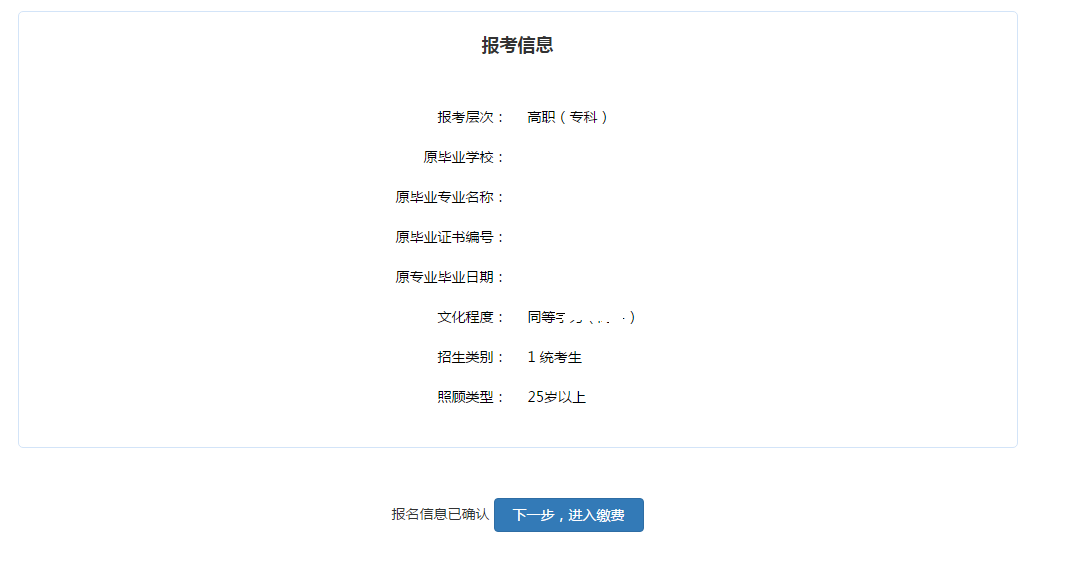 报考信息
报考层次： 高职（专科）
原毕业学校：
原毕业专业名称：
原毕业证书编号：
原专业毕业日期：
文化程度： 同等
招生类别： 1 统考生
照顾类型： 25岁以上
报名信息已确认 下一步，进入缴费